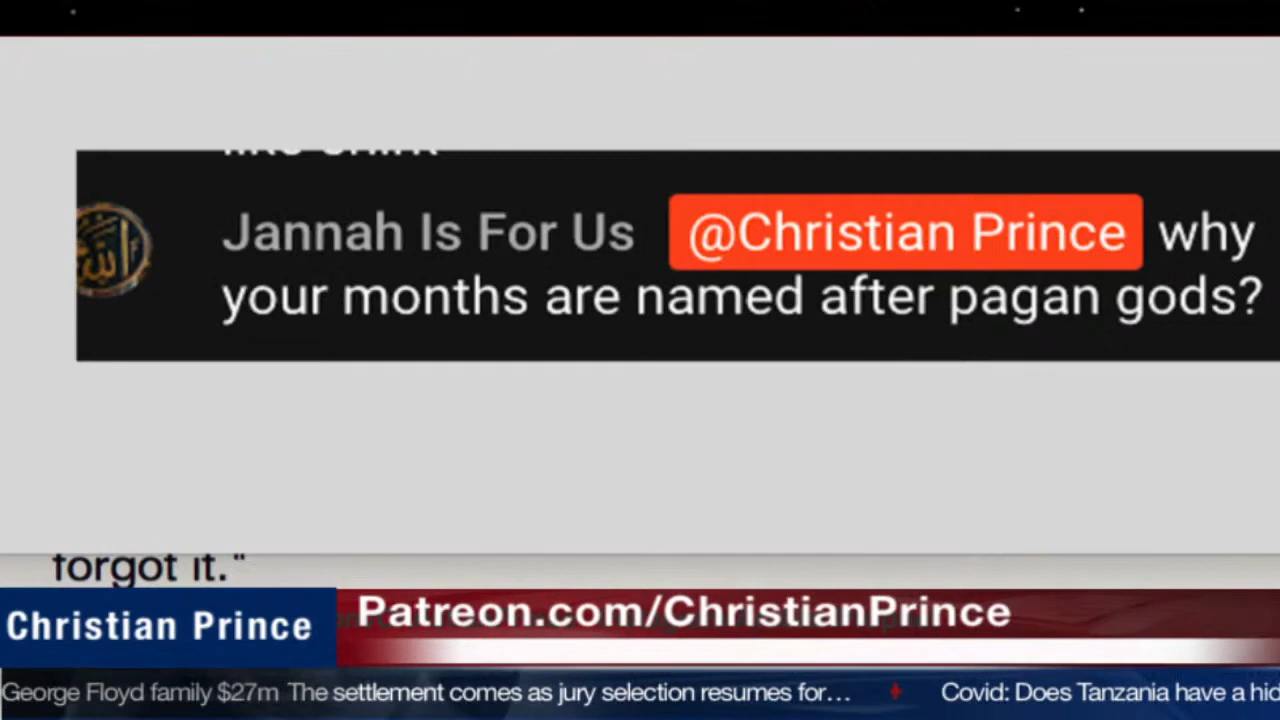 Jannah Is For Us @Christian Prince why
your months are named after pagan gods?
forgot it."
Christian Prince
Patreon.com/ChristianPrince
George Floyd family $27m The settlement comes as jury selection resumes for… Covid: Does Tanzania have a hid